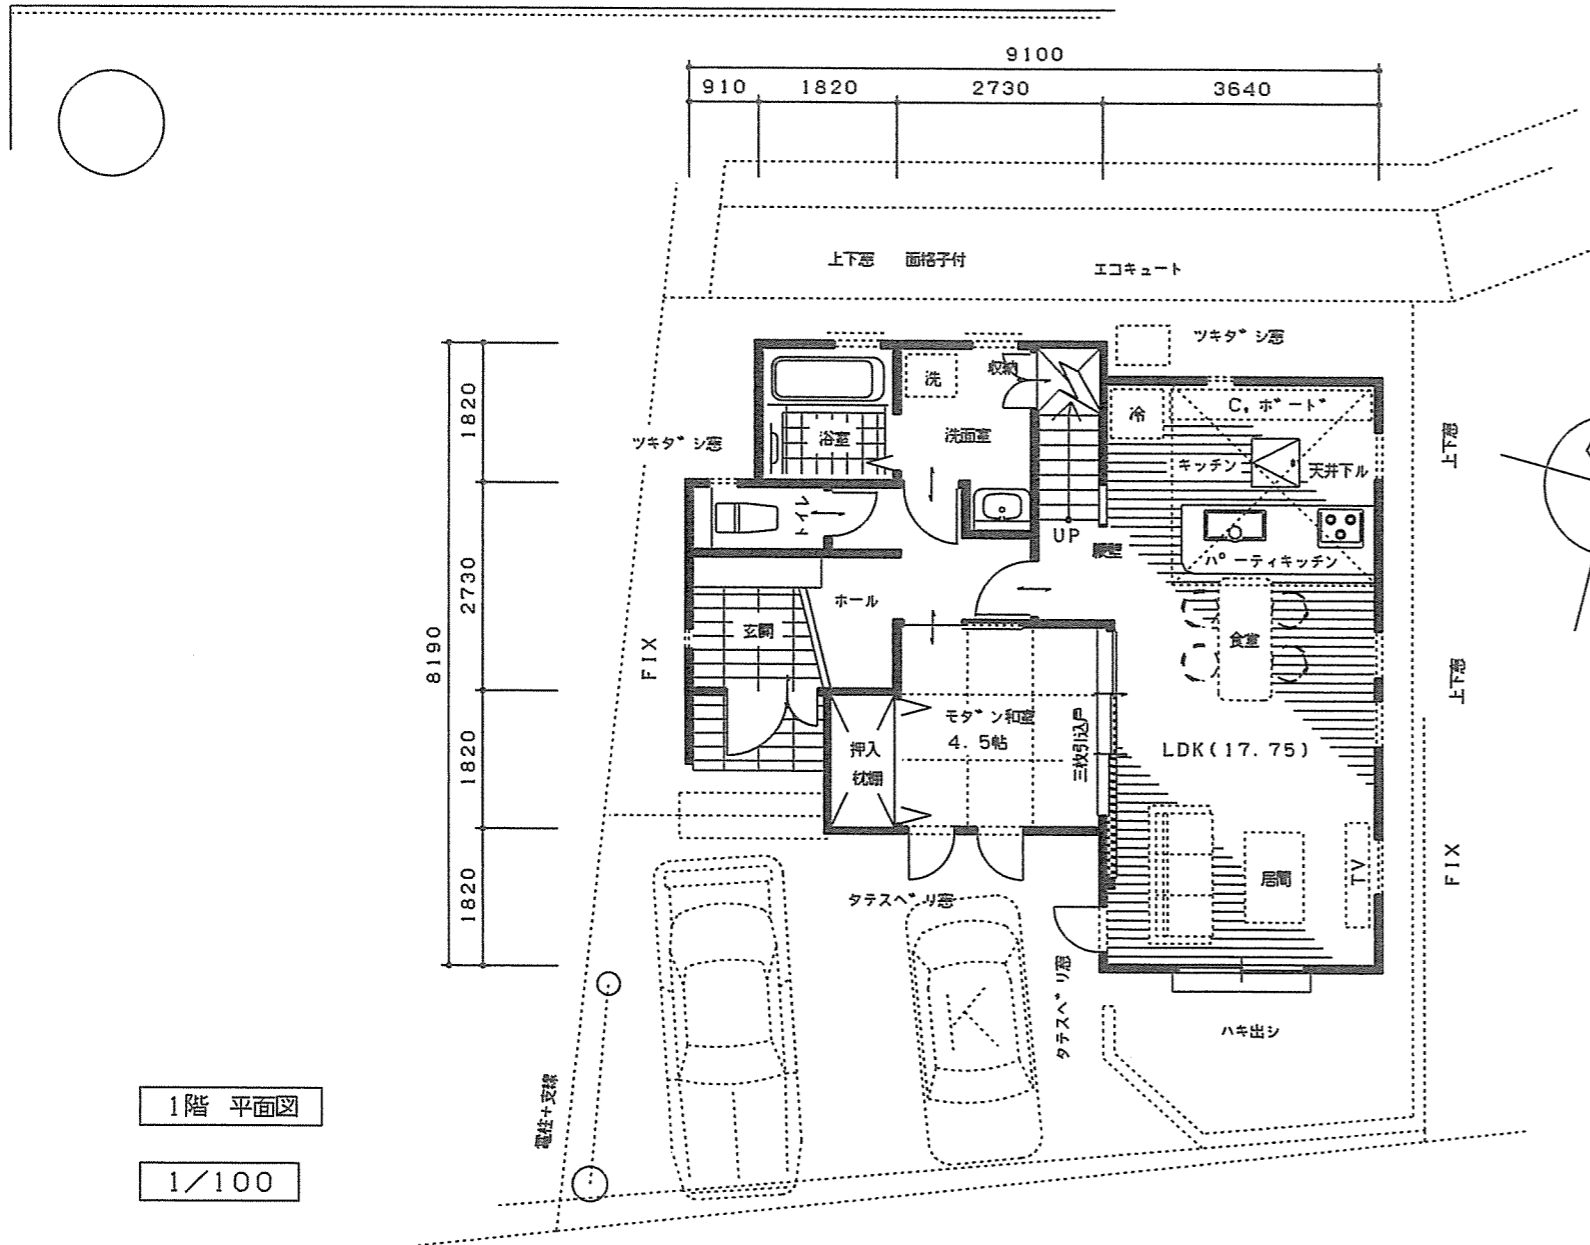 9100
910 1820 2730 3640
上下窓 面格子付
エコキュート
ツキダシ窓
収納
洗
冷
C,ボード
浴室
洗面室
ツキダシ窓
キッチン
天井下ル
上下窓
トイレ
UP
腰壁
パーティキッチン
ホール
玄関
食堂
FIX
上下窓
モダン和室
4.5帖
三枚引込戸
LDK(17.75)
押入
枕棚
1820
2730
1820
1820
8190
居間
TV
FIX
タテスベリ窓
タテスベリ窓
ハキ出シ
電柱+支線
1階 平面図
1/100